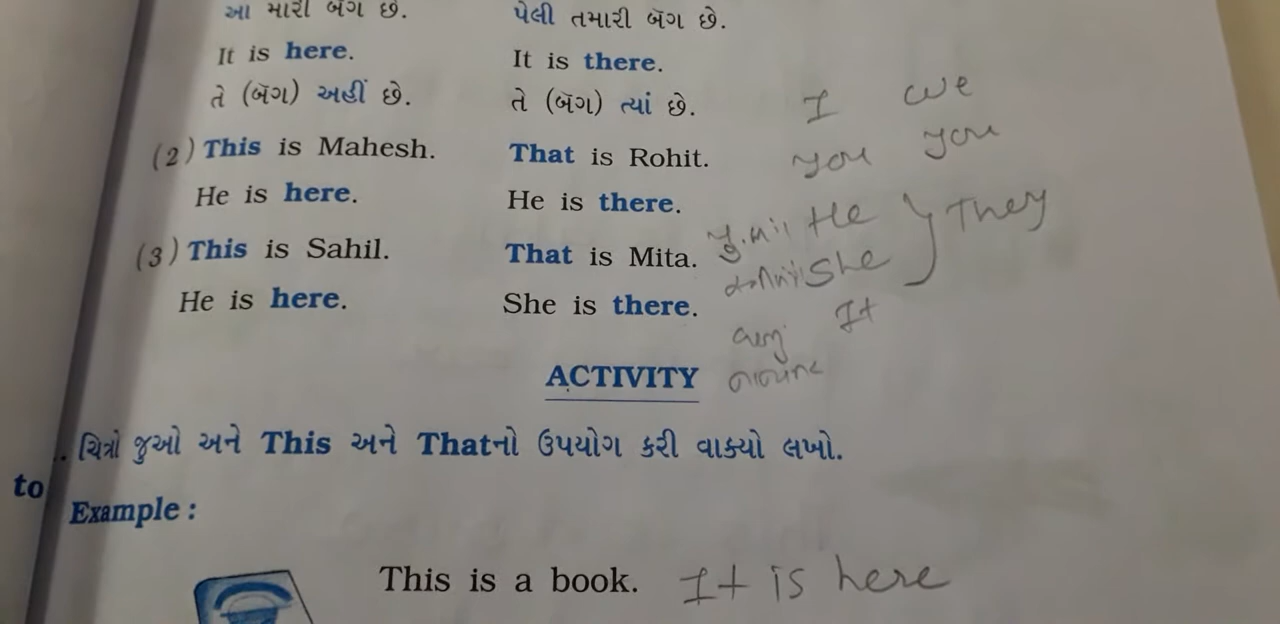 આ મારી બૅગ છે. પેલી તમારી બૅગ છે.
It is here. It is there.
તે (બૅગ) અહીં છે. તે (બૅગ) ત્યાં છે.
I we
(2) This is Mahesh. That is Rohit.
you you
He is here. He is there.
He } They
(3) This is Sahil. That is Mita.
She
He is here. She is there.
It
ACTIVITY
ચિત્રો જુઓ અને This અને Thatનો ઉપયોગ કરી વાક્યો લખો.
to
Example :
This is a book. It is here